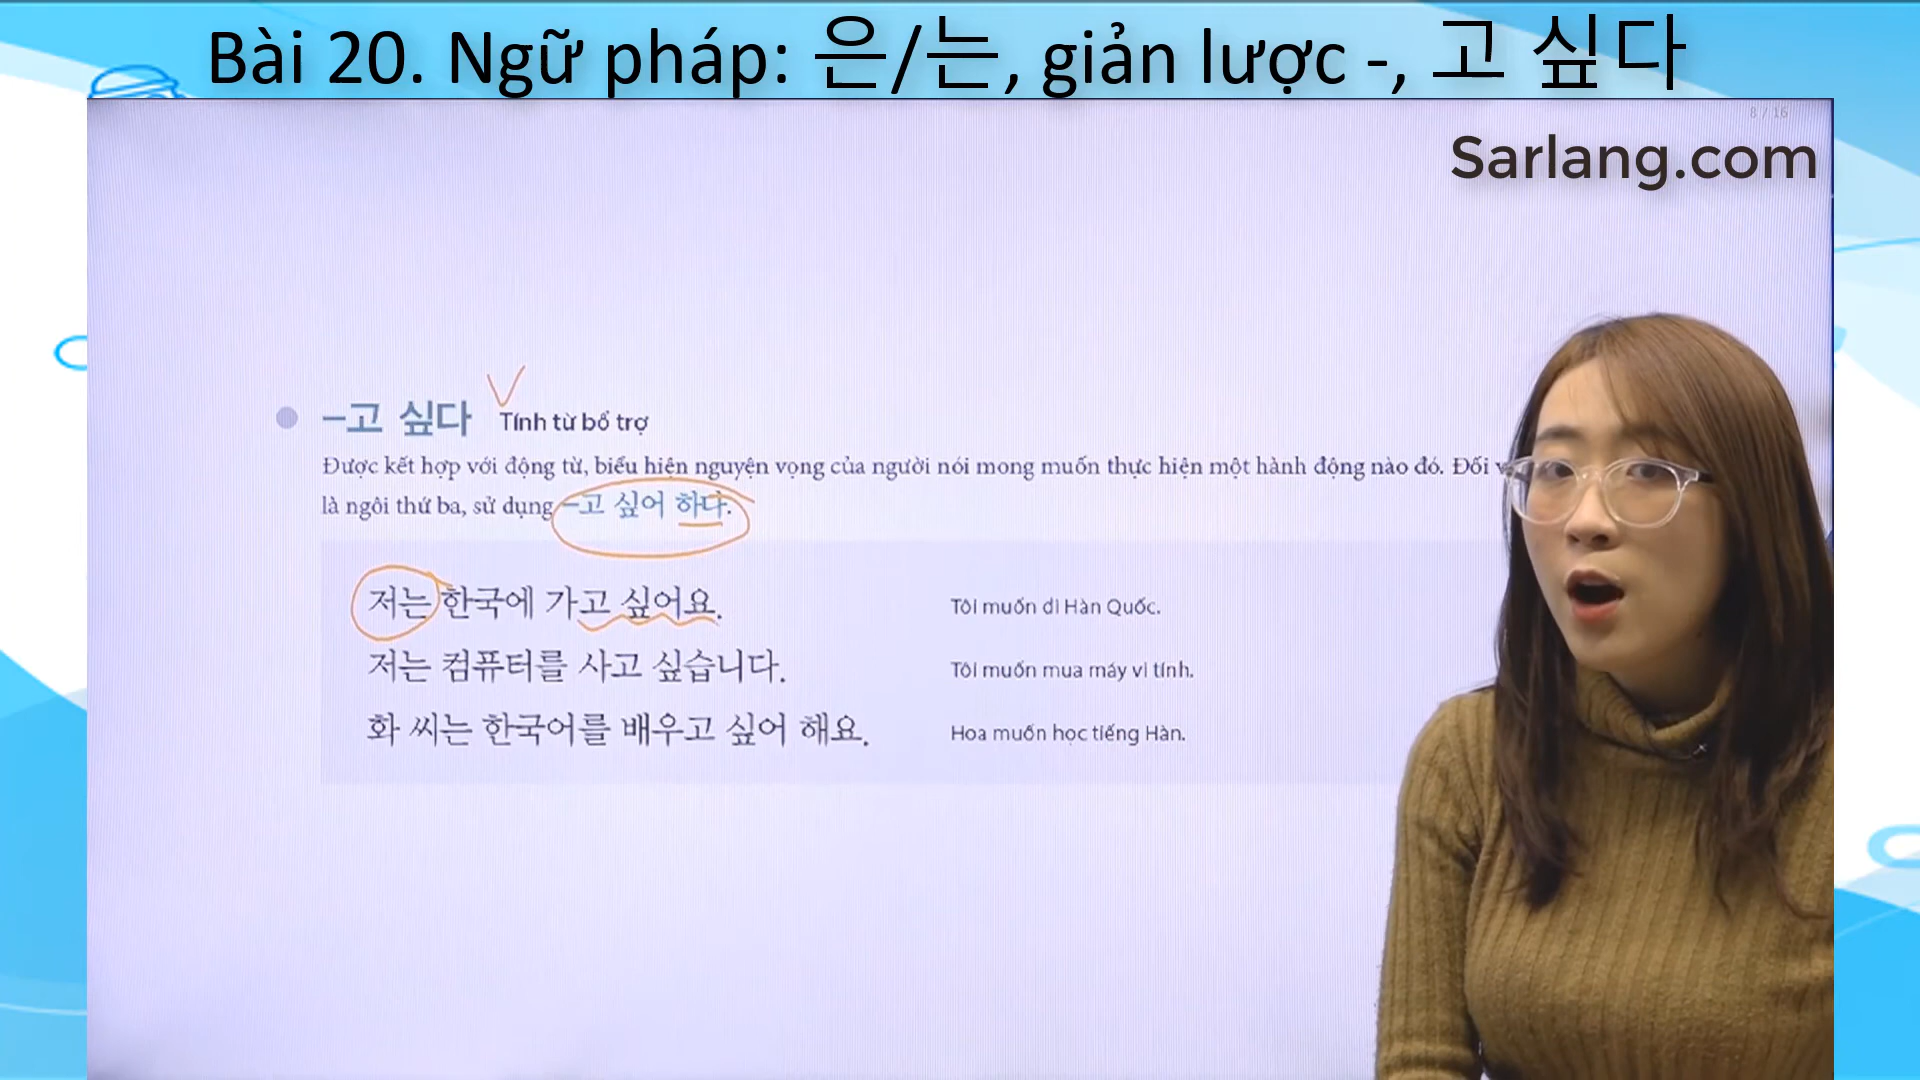 Bài 20. Ngữ pháp: 은/는, giản lược -, 고 싶다
8 / 16
Sarlang.com
–고 싶다 Tính từ bổ trợ
Được kết hợp với động từ, biểu hiện nguyện vọng của người nói mong muốn thực hiện một hành động nào đó. Đối
là ngôi thứ ba, sử dụng –고 싶어 하다.
저는 한국에 가고 싶어요. Tôi muốn di Hàn Quốc.
저는 컴퓨터를 사고 싶습니다. Tôi muốn mua máy vi tính.
화 씨는 한국어를 배우고 싶어 해요. Hoa muốn học tiếng Hàn.